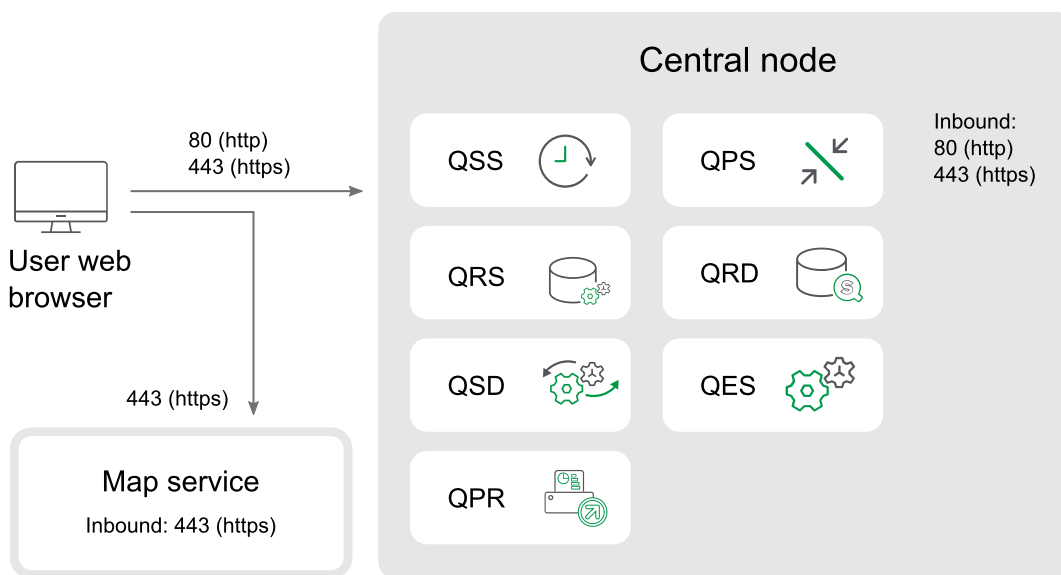 Central node
80 (http)
443 (https)
Inbound:
80 (http)
443 (https)
QSS
QPS
User web
browser
QRS
QRD
S
QSD
QES
443 (https)
Map service
Inbound: 443 (https)
QPR